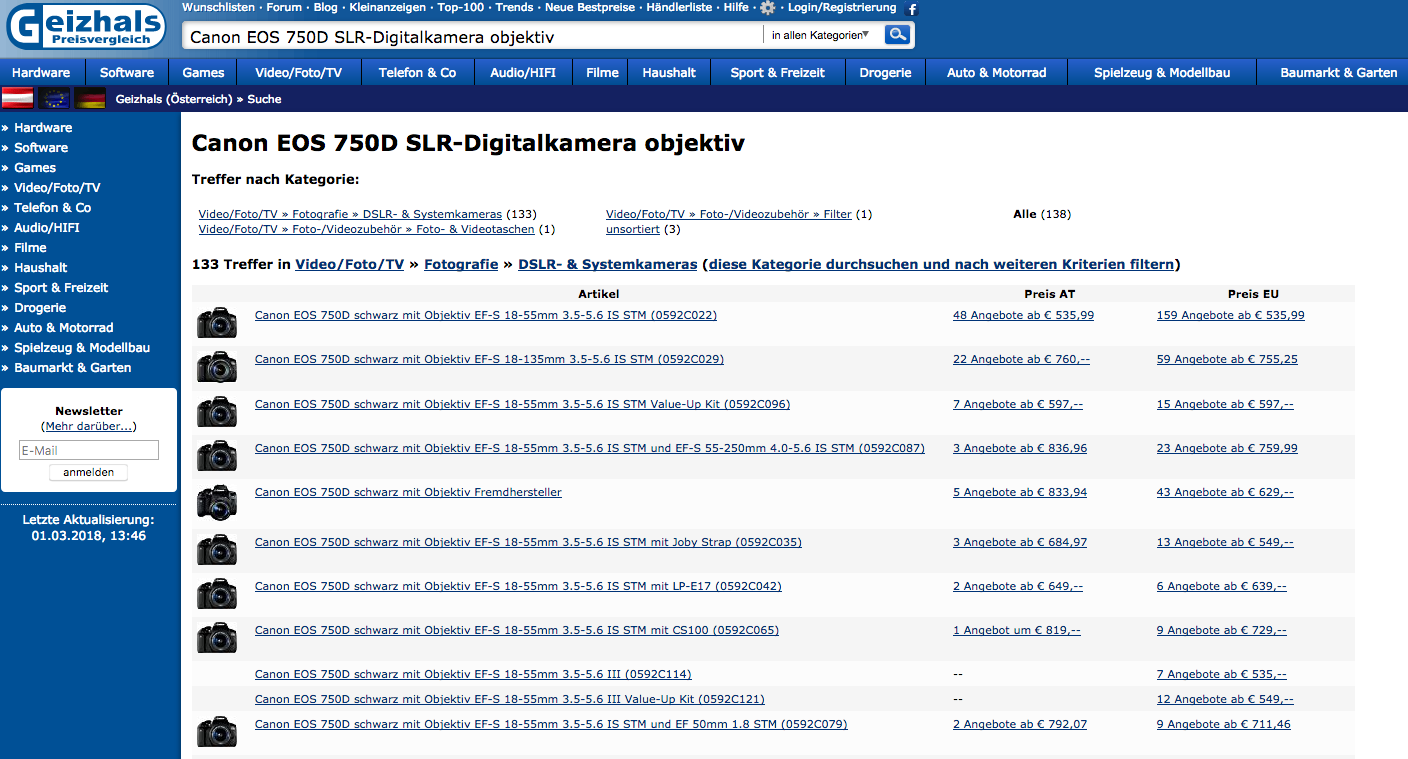 Geizhals
Preisvergleich
Wunschlisten · Forum · Blog · Kleinanzeigen · Top-100 · Trends · Neue Bestpreise · Händlerliste · Hilfe · Login/Registrierung
Canon EOS 750D SLR-Digitalkamera objektiv
in allen Kategorien
Hardware Software Games Video/Foto/TV Telefon & Co Audio/HIFI Filme Haushalt Sport & Freizeit Drogerie Auto & Motorrad Spielzeug & Modellbau Baumarkt & Garten
Geizhals (Österreich) » Suche
» Hardware
» Software
» Games
» Video/Foto/TV
» Telefon & Co
» Audio/HIFI
» Filme
» Haushalt
» Sport & Freizeit
» Drogerie
» Auto & Motorrad
» Spielzeug & Modellbau
» Baumarkt & Garten
Newsletter
(Mehr darüber...)
E-Mail
anmelden
Letzte Aktualisierung:
01.03.2018, 13:46
Canon EOS 750D SLR-Digitalkamera objektiv
Treffer nach Kategorie:
Video/Foto/TV » Fotografie » DSLR- & Systemkameras (133) Video/Foto/TV » Foto-/Videozubehör » Filter (1) Alle (138)
Video/Foto/TV » Foto-/Videozubehör » Foto- & Videotaschen (1) unsortiert (3)
133 Treffer in Video/Foto/TV » Fotografie » DSLR- & Systemkameras (diese Kategorie durchsuchen und nach weiteren Kriterien filtern)
Artikel Preis AT Preis EU
Canon EOS 750D schwarz mit Objektiv EF-S 18-55mm 3.5-5.6 IS STM (0592C022) 48 Angebote ab € 535,99 159 Angebote ab € 535,99
Canon EOS 750D schwarz mit Objektiv EF-S 18-135mm 3.5-5.6 IS STM (0592C029) 22 Angebote ab € 760,-- 59 Angebote ab € 755,25
Canon EOS 750D schwarz mit Objektiv EF-S 18-55mm 3.5-5.6 IS STM Value-Up Kit (0592C096) 7 Angebote ab € 597,-- 15 Angebote ab € 597,--
Canon EOS 750D schwarz mit Objektiv EF-S 18-55mm 3.5-5.6 IS STM und EF-S 55-250mm 4.0-5.6 IS STM (0592C087) 3 Angebote ab € 836,96 23 Angebote ab € 759,99
Canon EOS 750D schwarz mit Objektiv Fremdhersteller 5 Angebote ab € 833,94 43 Angebote ab € 629,--
Canon EOS 750D schwarz mit Objektiv EF-S 18-55mm 3.5-5.6 IS STM mit Joby Strap (0592C035) 3 Angebote ab € 684,97 13 Angebote ab € 549,--
Canon EOS 750D schwarz mit Objektiv EF-S 18-55mm 3.5-5.6 IS STM mit LP-E17 (0592C042) 2 Angebote ab € 649,-- 6 Angebote ab € 639,--
Canon EOS 750D schwarz mit Objektiv EF-S 18-55mm 3.5-5.6 IS STM mit CS100 (0592C065) 1 Angebot um € 819,-- 9 Angebote ab € 729,--
Canon EOS 750D schwarz mit Objektiv EF-S 18-55mm 3.5-5.6 III (0592C114) -- 7 Angebote ab € 535,--
Canon EOS 750D schwarz mit Objektiv EF-S 18-55mm 3.5-5.6 III Value-Up Kit (0592C121) -- 12 Angebote ab € 549,--
Canon EOS 750D schwarz mit Objektiv EF-S 18-55mm 3.5-5.6 IS STM und EF 50mm 1.8 STM (0592C079) 2 Angebote ab € 792,07 9 Angebote ab € 711,46